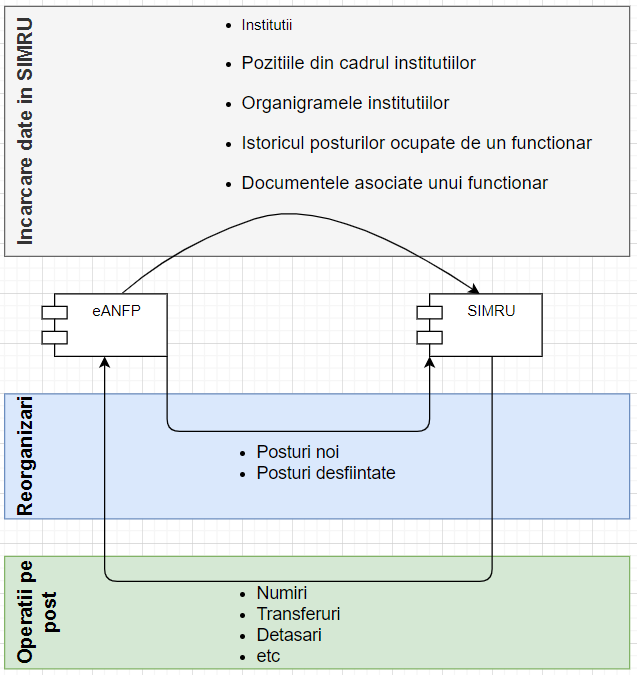 Incarcare date in SIMRU
Institutii
Pozitiile din cadrul institutiilor
Organigramele institutiilor
Istoricul posturilor ocupate de un functionar
Documentele asociate unui functionar
eANFP
SIMRU
Reorganizari
Posturi noi
Posturi desfiintate
Operatii pe
post
Numiri
Transferuri
Detasari
etc